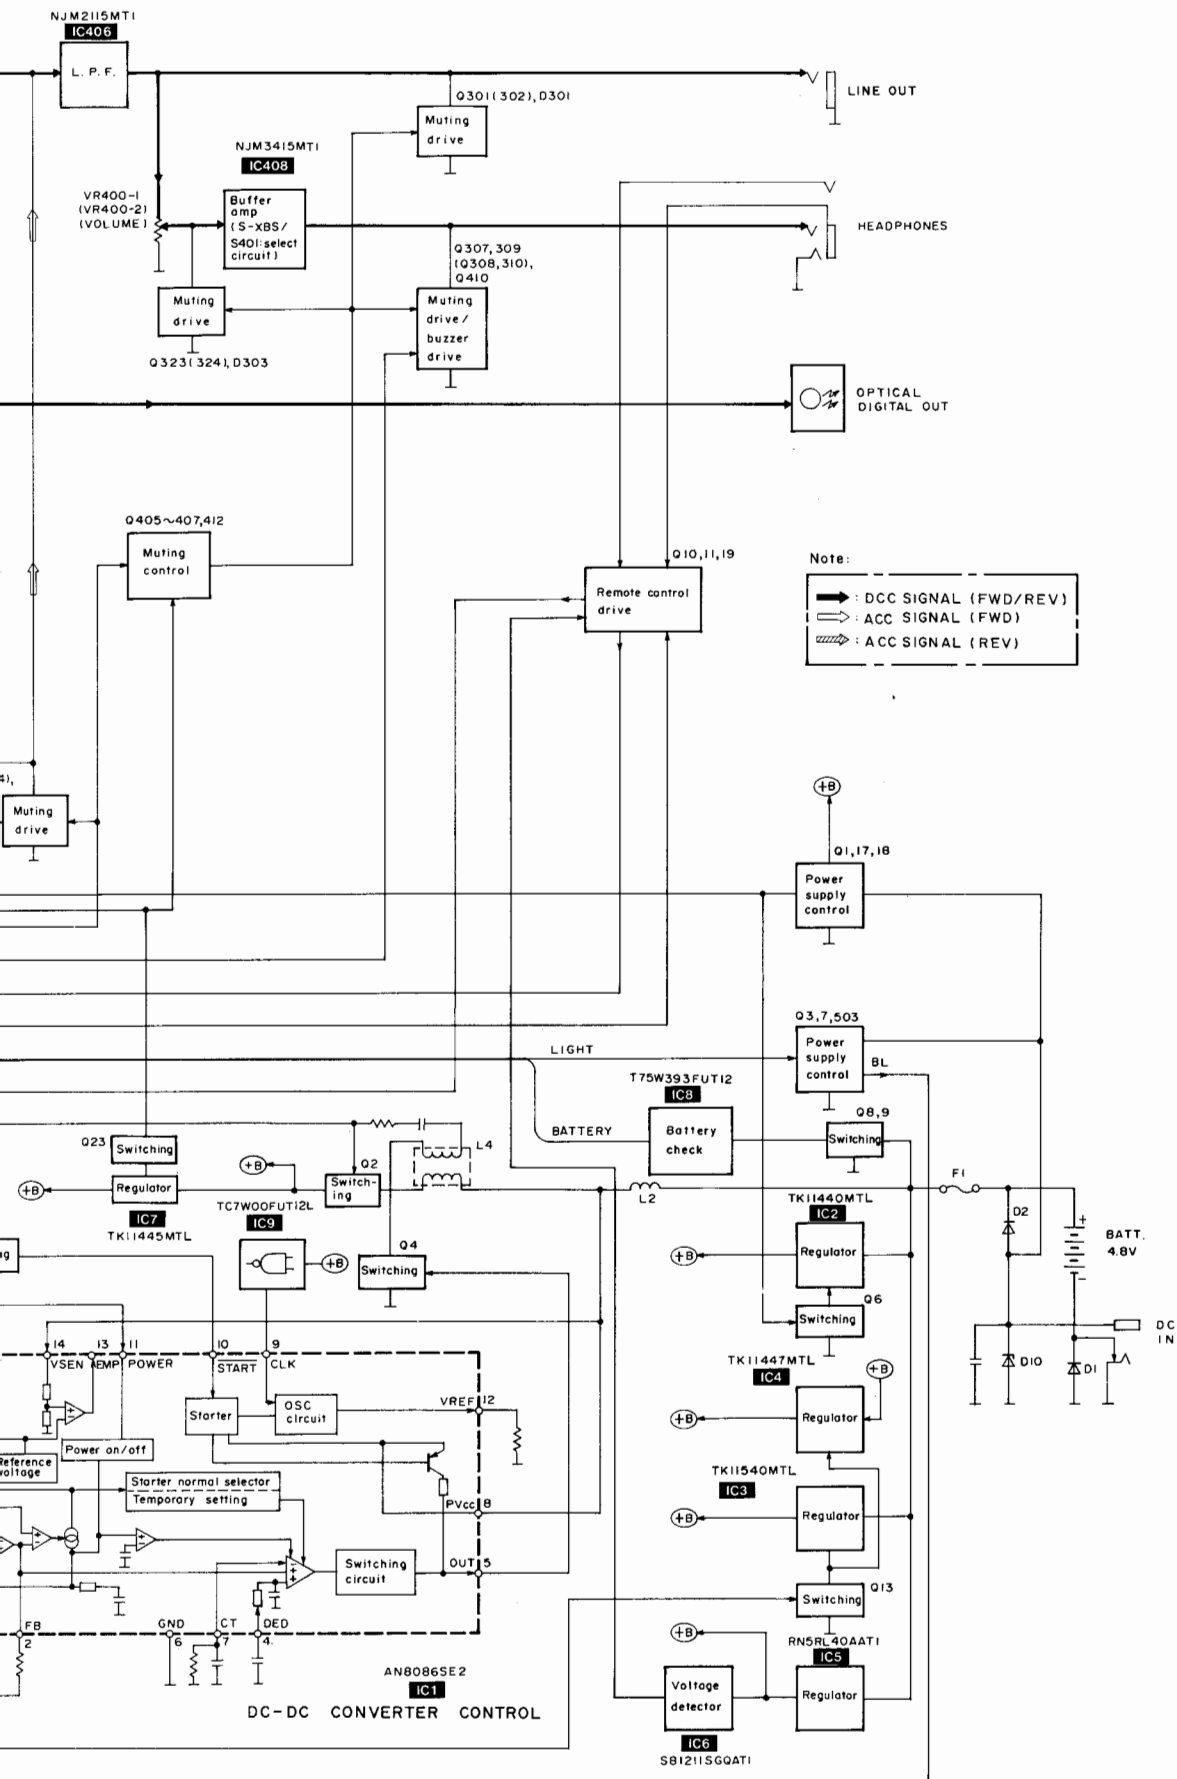 NJM2115MT1
IC406
L. P. F.
LINE OUT
Q301(302), D301
Muting
drive
NJM3415MT1
IC408
VR400-1
(VR400-2)
(VOLUME)
Buffer
amp
(S-XBS/
S401:select
circuit)
HEADPHONES
Q307,309
(Q308,310),
Q410
Muting
drive
Muting
drive/
buzzer
drive
Q323(324), D303
OPTICAL
DIGITAL OUT
Q405~407,412
Muting
control
Q10,11,19
Remote control
drive
Note:
: DCC SIGNAL (FWD/REV)
: ACC SIGNAL (FWD)
: ACC SIGNAL (REV)
4),
Muting
drive
+B
Q1,17,18
Power
supply
control
Q3,7,503
Power
supply
control
BL
LIGHT
T75W393FUT12
IC8
Battery
check
BATTERY
Q8,9
Switching
Q23
Switching
+B
Regulator
IC7
TK11445MTL
+B
Q2
Switch-
ing
L4
L2
F1
TC7W00FUT12L
IC9
+B
Q4
Switching
TK11440MTL
IC2
+B
Regulator
Q6
Switching
D2
+
-
BATT.
4.8V
DC
IN
D10
D1
TK11447MTL
IC4
+B
+B
Regulator
TK11540MTL
IC3
+B
Regulator
Q13
Switching
+B
RN5RL40AAT1
IC5
Regulator
Voltage
detector
IC6
S81211SGQAT1
14
13
11
10
9
VSEN
EMP
POWER
START
CLK
Starter
OSC
circuit
VREF
12
Reference
voltage
Power on/off
Starter normal selector
Temporary setting
PVcc
8
Switching
circuit
OUT
5
FB
2
GND
6
CT
7
DED
4
AN8086SE2
IC1
DC-DC CONVERTER CONTROL